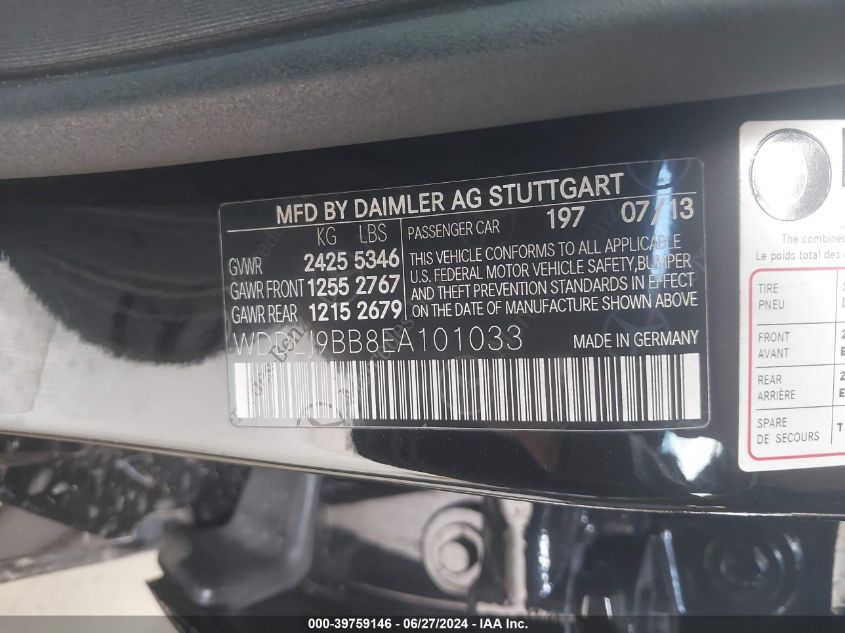 MFD BY DAIMLER AG STUTTGART
KG LBS PASSENGER CAR 197 07/13
GVWR 2425 5346
GAWR FRONT 1255 2767
GAWR REAR 1215 2679
THIS VEHICLE CONFORMS TO ALL APPLICABLE
U.S. FEDERAL MOTOR VEHICLE SAFETY, BUMPER
AND THEFT PREVENTION STANDARDS IN EFFECT
ON THE DATE OF MANUFACTURE SHOWN ABOVE
WDDLJ9BB8EA101033 MADE IN GERMANY
The combined
Le poids total des
TIRE
PNEU
FRONT 2
AVANT E
REAR 2
ARRIÈRE E
SPARE
DE SECOURS T
000-39759146 - 06/27/2024 - IAA Inc.